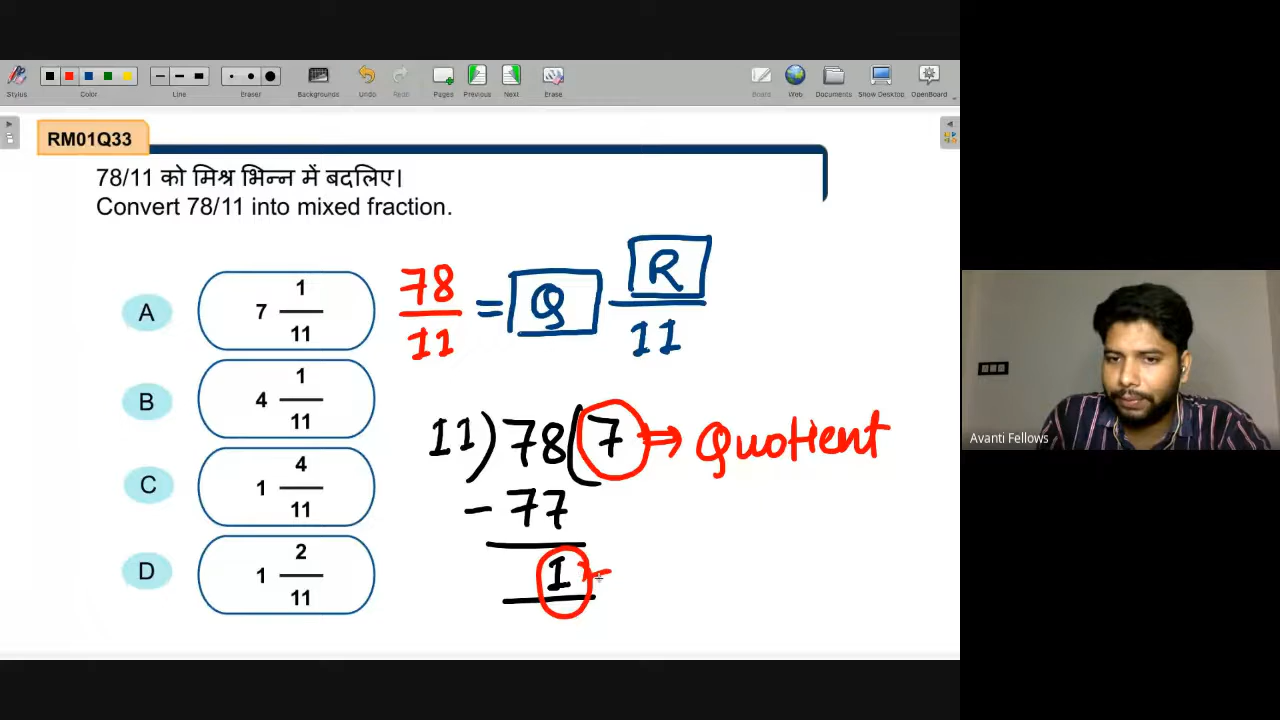 Stylus
Color
Line
Eraser
Backgrounds
Undo
Redo
Pages
Previous
Next
Erase
Board
Web
Documents
Show Desktop
OpenBoard
RM01Q33
78/11 को मिश्र भिन्न में बदलिए।
Convert 78/11 into mixed fraction.
A
7 1/11
B
4 1/11
C
1 4/11
D
1 2/11
78/11 = Q R/11
11)78(7 ⇒ Quotient
- 77
1
Avanti Fellows